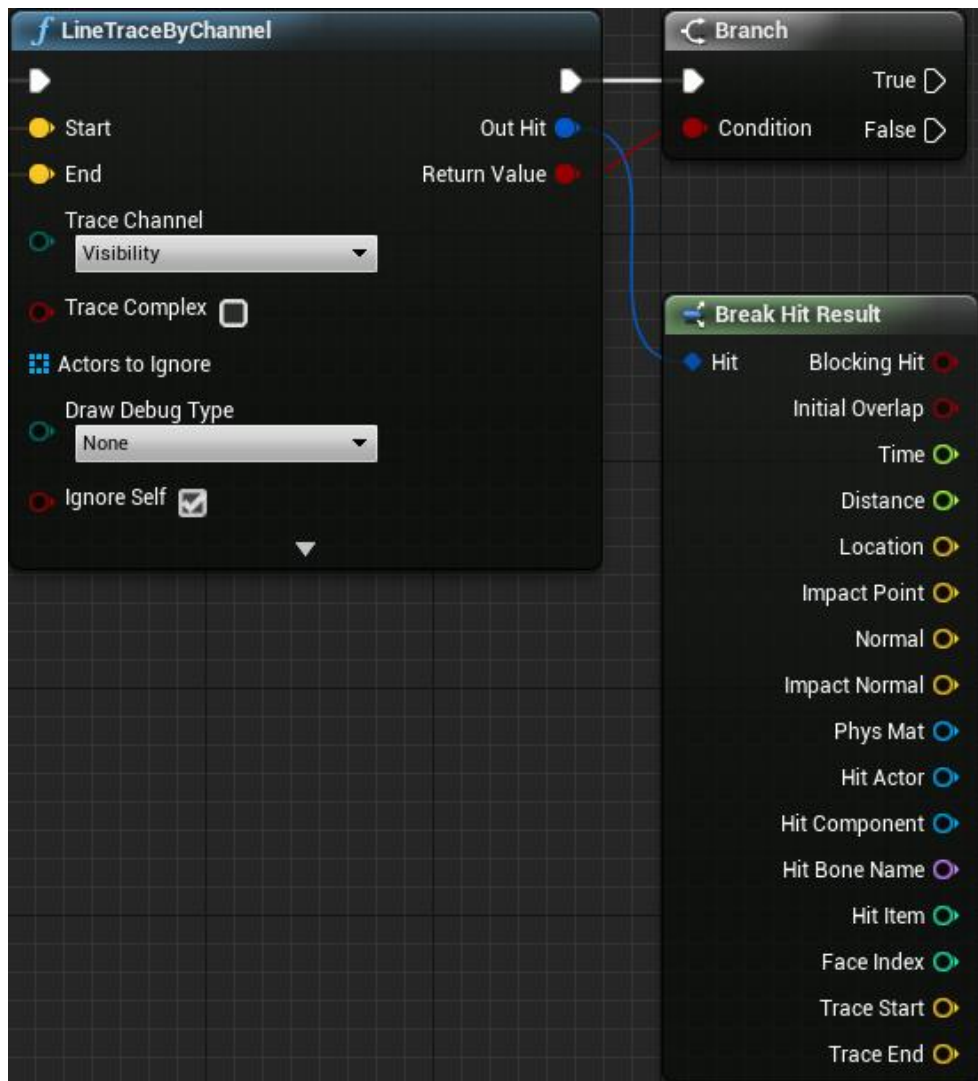 LineTraceByChannel
Start
Out Hit
End
Return Value
Trace Channel
Visibility
Trace Complex
Actors to Ignore
Draw Debug Type
None
Ignore Self
Branch
True
Condition
False
Break Hit Result
Hit
Blocking Hit
Initial Overlap
Time
Distance
Location
Impact Point
Normal
Impact Normal
Phys Mat
Hit Actor
Hit Component
Hit Bone Name
Hit Item
Face Index
Trace Start
Trace End